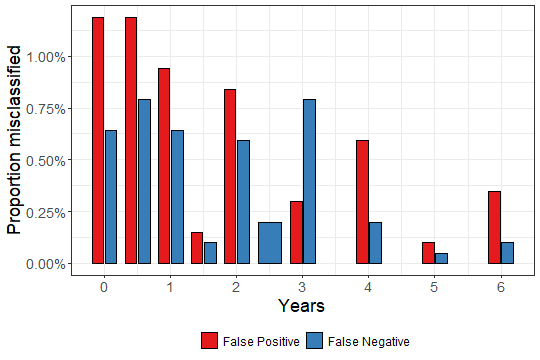 Proportion misclassified
1.00%
0.75%
0.50%
0.25%
0.00%
0 1 2 3 4 5 6
Years
False Positive False Negative